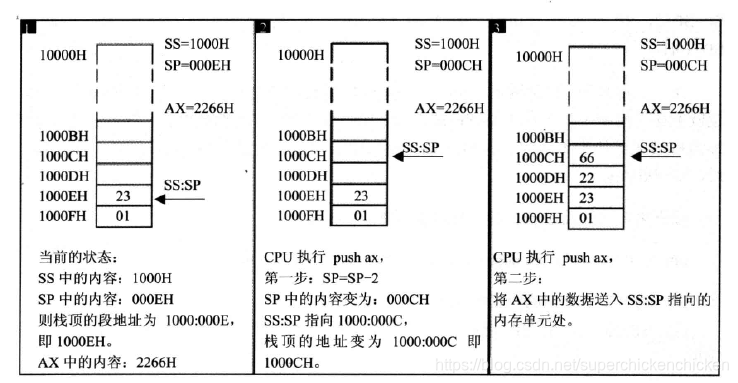 1
10000H
SS=1000H
SP=000EH
AX=2266H
1000BH
1000CH
1000DH
SS:SP
1000EH 23
1000FH 01
当前的状态:
SS 中的内容: 1000H
SP 中的内容: 000EH
则栈顶的段地址为 1000:000E,
即 1000EH。
AX 中的内容: 2266H
2
10000H
SS=1000H
SP=000CH
AX=2266H
1000BH
1000CH SS:SP
1000DH
1000EH 23
1000FH 01
CPU 执行 push ax,
第一步: SP=SP-2
SP 中的内容变为: 000CH
SS:SP 指向 1000:000C,
栈顶的地址变为 1000:000C 即
1000CH。
3
10000H
SS=1000H
SP=000CH
AX=2266H
1000BH
SS:SP
1000CH 66
1000DH 22
1000EH 23
1000FH 01
CPU 执行 push ax,
第二步:
将 AX 中的数据送入 SS:SP 指向的
内存单元处。
https://blog.csdn.net/superchickenchicken